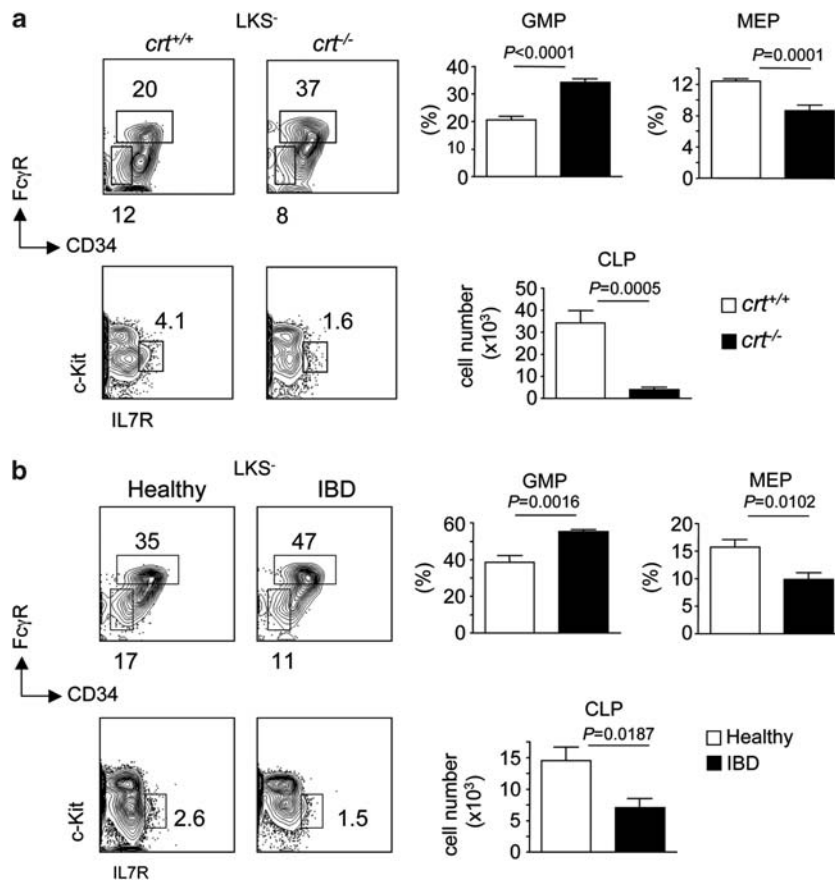 a
LKS-
crt+/+
crt-/-
20
37
12
8
FcγR
CD34
4.1
1.6
c-Kit
IL7R
GMP
P<0.0001
(%)
40
30
20
10
0
MEP
P=0.0001
(%)
12
8
4
0
CLP
P=0.0005
cell number
(x10³)
50
40
30
20
10
0
crt+/+
crt-/-
b
LKS-
Healthy
IBD
35
47
17
11
FcγR
CD34
2.6
1.5
c-Kit
IL7R
GMP
P=0.0016
(%)
60
40
20
0
MEP
P=0.0102
(%)
20
15
10
5
0
CLP
P=0.0187
cell number
(x10³)
15
10
5
0
Healthy
IBD